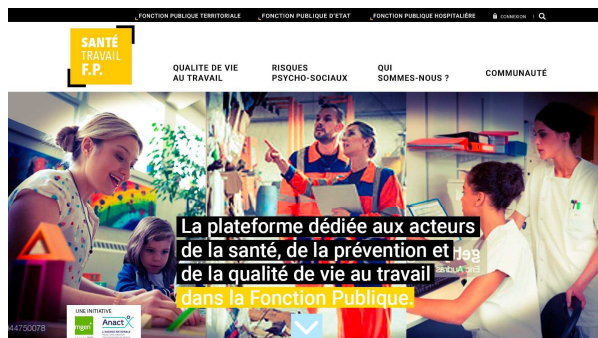 FONCTION PUBLIQUE TERRITORIALE
FONCTION PUBLIQUE D'ETAT
FONCTION PUBLIQUE HOSPITALIÈRE
CONNEXION
SANTÉ
TRAVAIL
F.P.
QUALITE DE VIE
AU TRAVAIL
RISQUES
PSYCHO-SOCIAUX
QUI
SOMMES-NOUS ?
COMMUNAUTÉ
La plateforme dédiée aux acteurs
de la santé, de la prévention et
de la qualité de vie au travail
dans la Fonction Publique.
UNE INITIATIVE
mgen
Anact
944750078